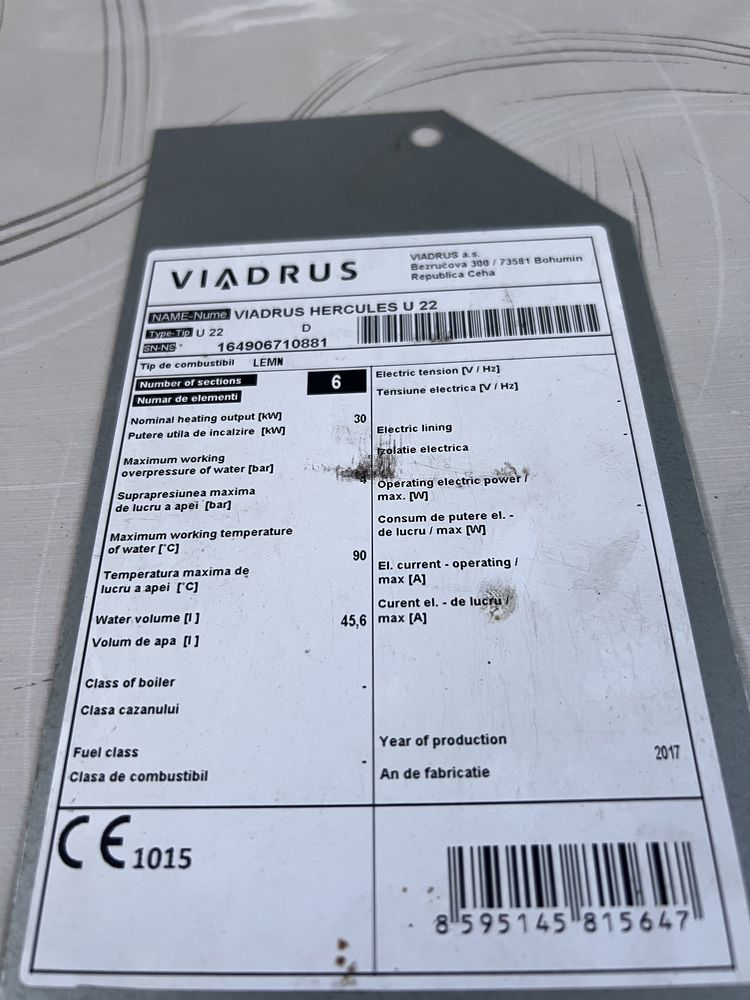 VIADRUS
VIADRUS a.s.
Bezručova 300 / 73581 Bohumin
Republica Ceha
NAME-Nume VIADRUS HERCULES U 22
Type-Tip U 22 D
SN-NS 164906710881
Tip de combustibil LEMN
Number of sections
Numar de elementi
6
Nominal heating output [kW] 30
Putere utila de incalzire [kW]
Maximum working
overpressure of water [bar]
4
Suprapresiunea maxima
de lucru a apei [bar]
Maximum working temperature
of water [°C]
90
Temperatura maxima de
lucru a apei [°C]
Water volume [l] 45,6
Volum de apa [l]
Class of boiler -
Clasa cazanului
Fuel class -
Clasa de combustibil
Electric tension [V / Hz]
Tensiune electrica [V / Hz] -
Electric lining -
Izolatie electrica
Operating electric power /
max. [W]
-
Consum de putere el. -
de lucru / max [W]
El. current - operating /
max [A]
-
Curent el. - de lucru /
max [A]
Year of production
2017
An de fabricatie
CE 1015
8 595145 815647